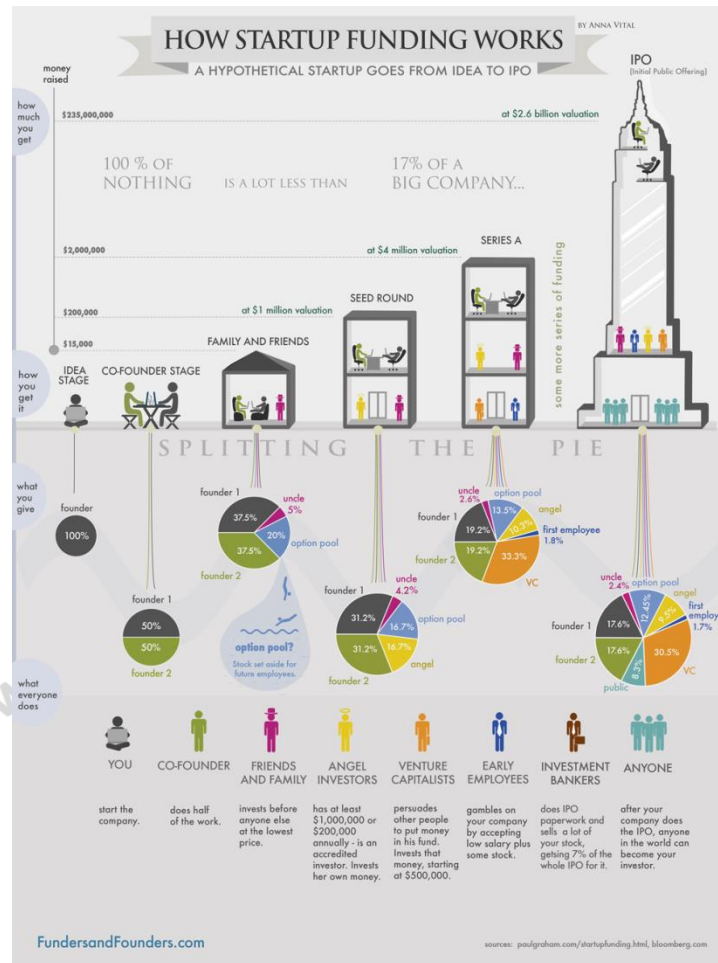 BY ANNA VITAL
HOW STARTUP FUNDING WORKS
A HYPOTHETICAL STARTUP GOES FROM IDEA TO IPO
IPO
(Initial Public Offering)
money
raised
how
much
you
get
$235,000,000
at $2.6 billion valuation
100 % OF
NOTHING
IS A LOT LESS THAN
17% OF A
BIG COMPANY...
$2,000,000
at $4 million valuation
SERIES A
some more series of funding
$200,000
at $1 million valuation
SEED ROUND
$15,000
FAMILY AND FRIENDS
how
you
get
it
IDEA
STAGE
CO-FOUNDER STAGE
SPLITTING THE PIE
what
you
give
founder
100%
founder 1
50%
50%
founder 2
founder 1
uncle
5%
37.5%
20%
option pool
37.5%
founder 2
option pool?
Stock set aside for
future employees.
founder 1
uncle
4.2%
31.2%
16.7%
option pool
31.2%
16.7%
angel
founder 2
uncle
2.6%
option pool
13.5%
angel
10.3%
founder 1
19.2%
first employee
1.8%
founder 2
19.2%
33.3%
VC
uncle
2.4%
option pool
12.45%
angel
9.5%
first
employ
1.7%
founder 1
17.6%
founder 2
17.6%
30.5%
VC
8.3%
public
what
everyone
does
YOU
start the
company.
CO-FOUNDER
does half
of the work.
FRIENDS
AND FAMILY
invests before
anyone else
at the lowest
price.
ANGEL
INVESTORS
has at least
$1,000,000 or
$200,000
annually - is an
accredited
investor. Invests
her own money.
VENTURE
CAPITALISTS
persuades
other people
to put money
in his fund.
Invests that
money, starting
at $500,000.
EARLY
EMPLOYEES
gambles on
your company
by accepting
low salary plus
some stock.
INVESTMENT
BANKERS
does IPO
paperwork and
sells a lot of
your stock,
getsing 7% of the
whole IPO for it.
ANYONE
after your
company does
the IPO, anyone
in the world can
become your
investor.
FundersandFounders.com
sources: paulgraham.com/startupfunding.html, bloomberg.com